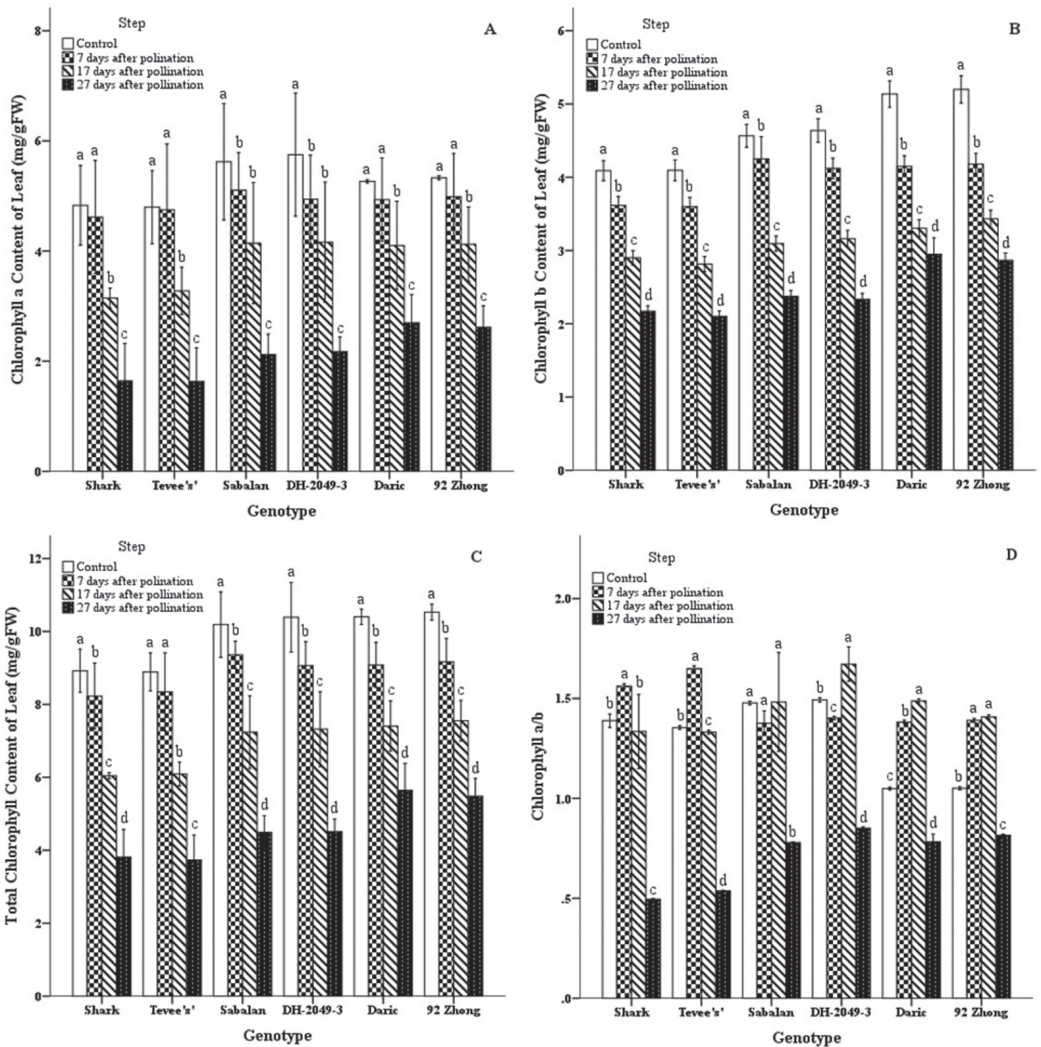 Step
A
Control
7 days after polination
17 days after pollination
27 days after pollination
Chlorophyll a Content of Leaf (mg/gFW)
8
6
4
2
0
a a b c
a a b c
a b b c
a b b c
a a b c
a a b c
Shark Tevee's' Sabalan DH-2049-3 Daric 92 Zhong
Genotype
Step
B
Control
7 days after polination
17 days after pollination
27 days after pollination
Chlorophyll b Content of Leaf (mg/gFW)
6
5
4
3
2
1
0
a b c d
a b c d
a b c d
a b c d
a b c d
a b c d
Shark Tevee's' Sabalan DH-2049-3 Daric 92 Zhong
Genotype
Step
C
Control
7 days after polination
17 days after pollination
27 days after pollination
Total Chlorophyll Content of Leaf (mg/gFW)
12
10
8
6
4
2
0
a b c d
a a b c
a b c d
a b c d
a b c d
a b c d
Shark Tevee's' Sabalan DH-2049-3 Daric 92 Zhong
Genotype
Step
D
Control
7 days after polination
17 days after pollination
27 days after pollination
Chlorophyll a/b
2.0
1.5
1.0
.5
.0
b a b c
b a c d
a a a b
b c a d
c b a d
b a a c
Shark Tevee's' Sabalan DH-2049-3 Daric 92 Zhong
Genotype